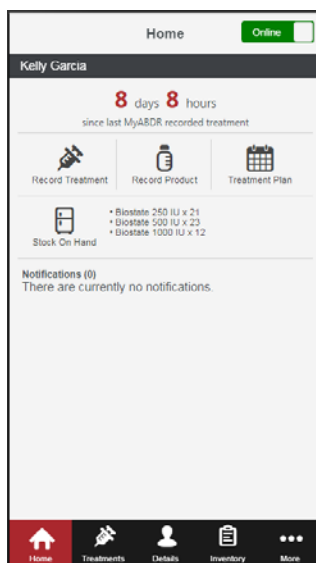 Home
Online
Kelly Garcia
8 days 8 hours
since last MyABDR recorded treatment
Record Treatment
Record Product
Treatment Plan
Stock On Hand
• Biostate 250 IU x 21
• Biostate 500 IU x 23
• Biostate 1000 IU x 12
Notifications (0)
There are currently no notifications.
Home
Treatments
Details
Inventory
More